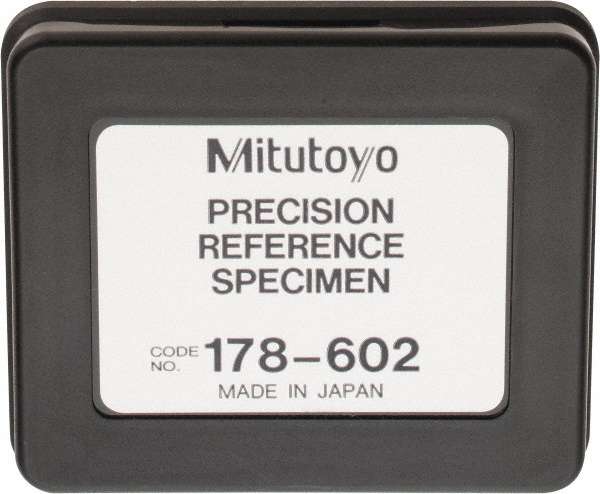 Mitutoyo
PRECISION
REFERENCE
SPECIMEN
CODE NO. 178-602
MADE IN JAPAN